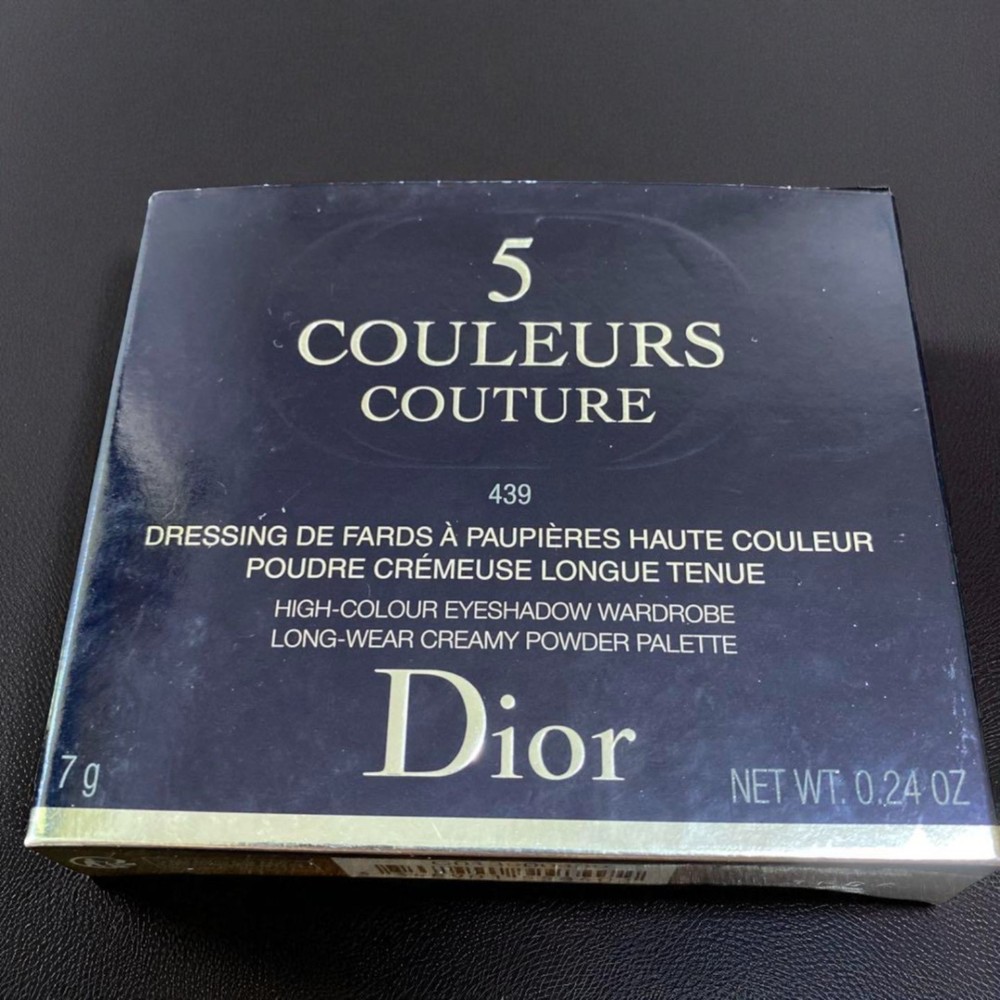 5
COULEURS
COUTURE
439
DRESSING DE FARDS À PAUPIÈRES HAUTE COULEUR
POUDRE CRÉMEUSE LONGUE TENUE
HIGH-COLOUR EYESHADOW WARDROBE
LONG-WEAR CREAMY POWDER PALETTE
Dior
7 g
NET WT. 0.24 OZ